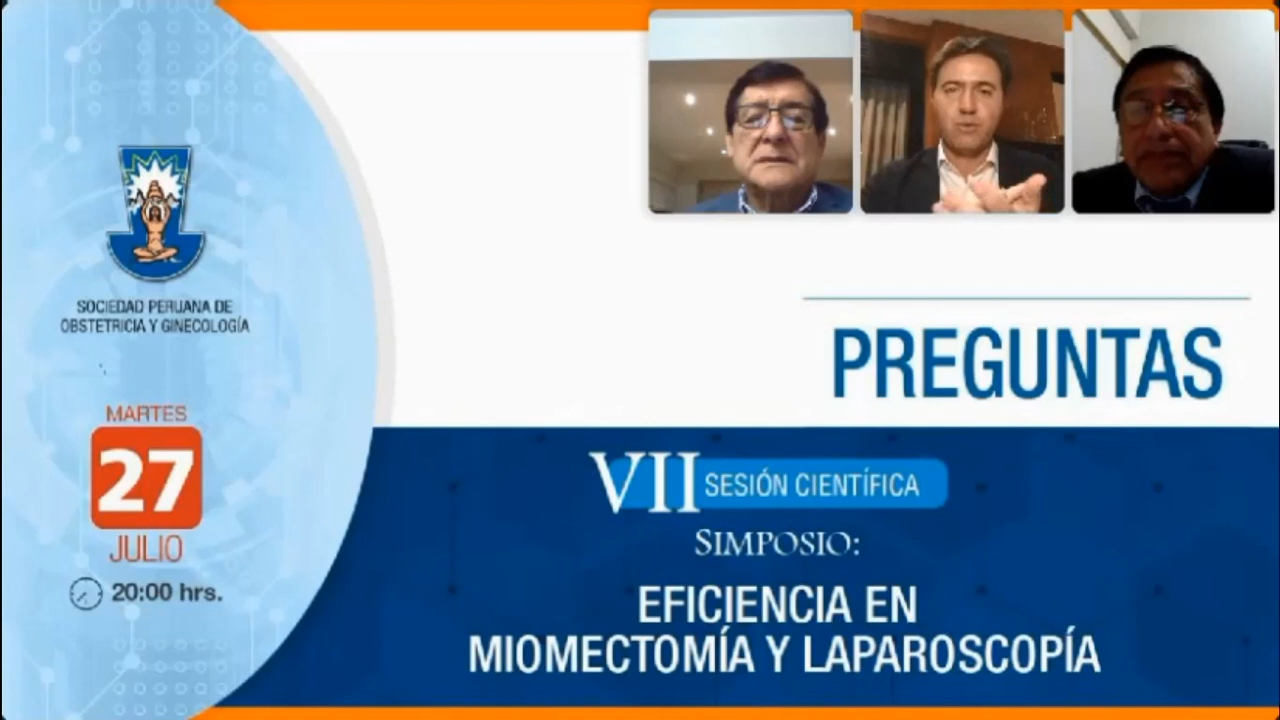 SOCIEDAD PERUANA DE
OBSTETRICIA Y GINECOLOGÍA
MARTES
27
JULIO
20:00 hrs.
PREGUNTAS
VII SESIÓN CIENTÍFICA
SIMPOSIO:
EFICIENCIA EN
MIOMECTOMÍA Y LAPAROSCOPÍA